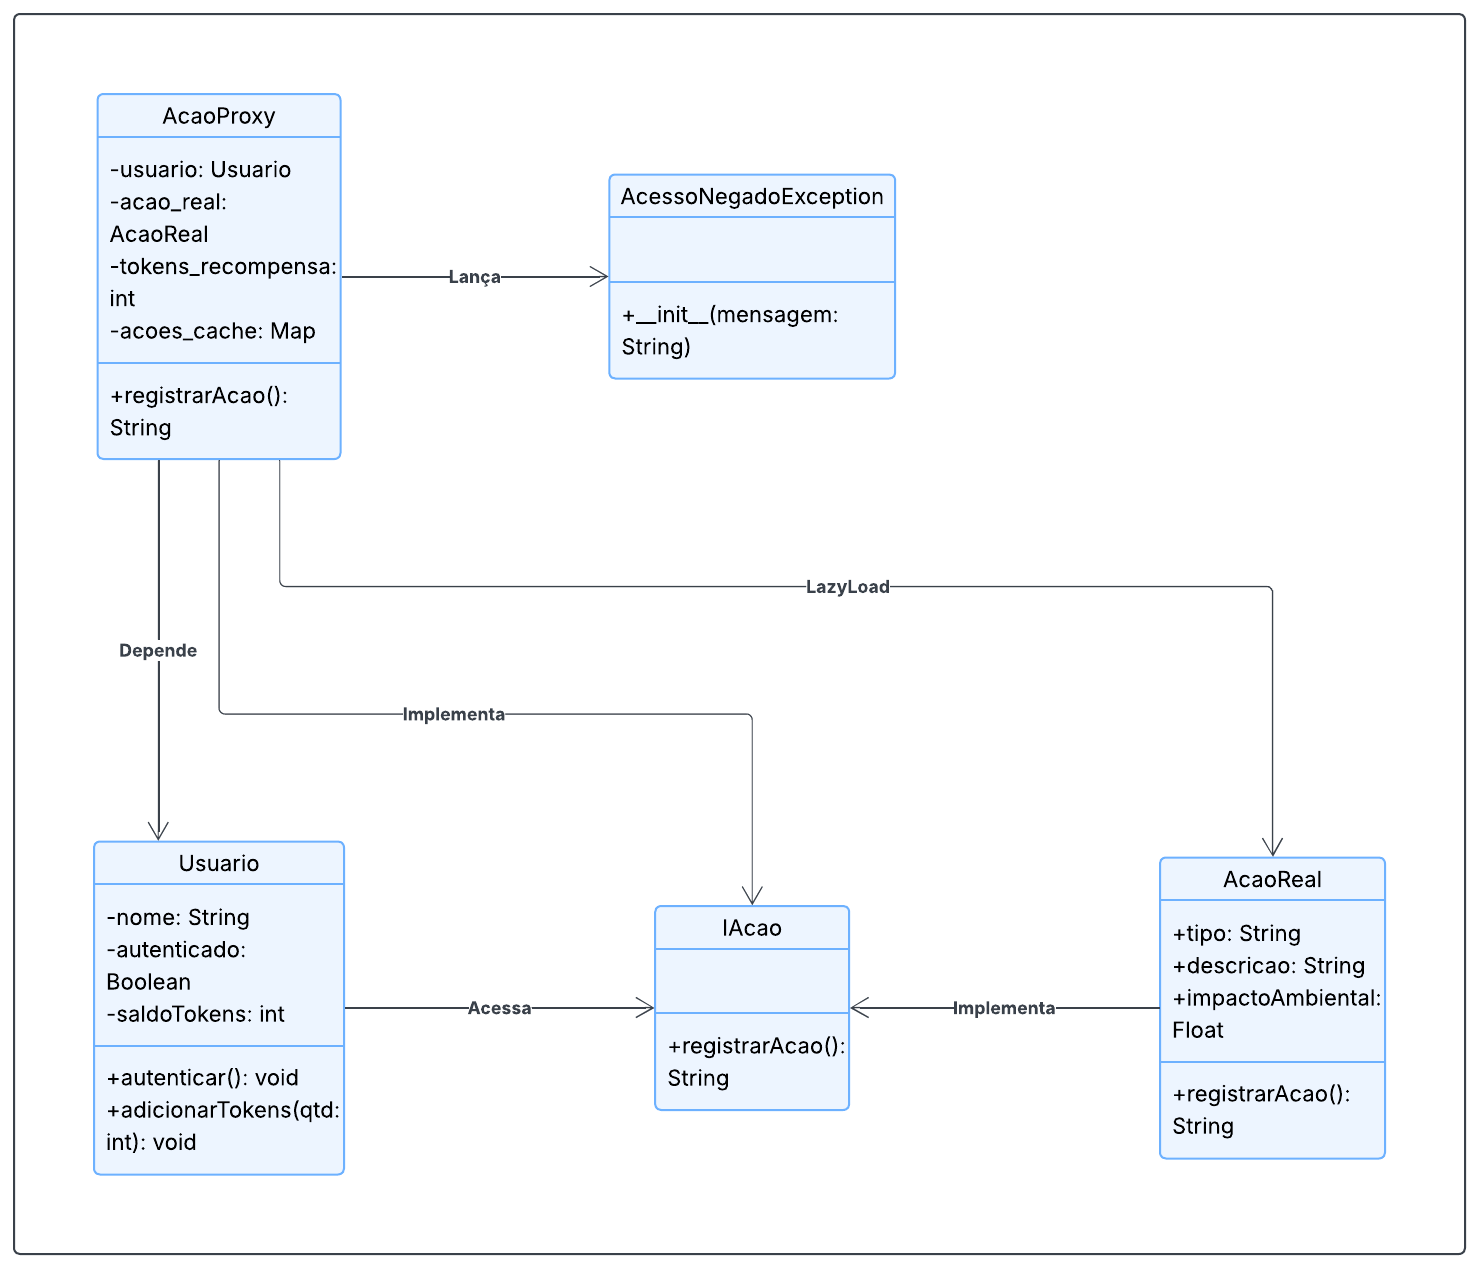 AcaoProxy
-usuario: Usuario
-acao_real:
AcaoReal
-tokens_recompensa:
int
-acoes_cache: Map
+registrarAcao():
String
Lança
AcessoNegadoException
+__init__(mensagem:
String)
LazyLoad
Depende
Implementa
Usuario
-nome: String
-autenticado:
Boolean
-saldoTokens: int
+autenticar(): void
+adicionarTokens(qtd:
int): void
Acessa
IAcao
+registrarAcao():
String
Implementa
AcaoReal
+tipo: String
+descricao: String
+impactoAmbiental:
Float
+registrarAcao():
String